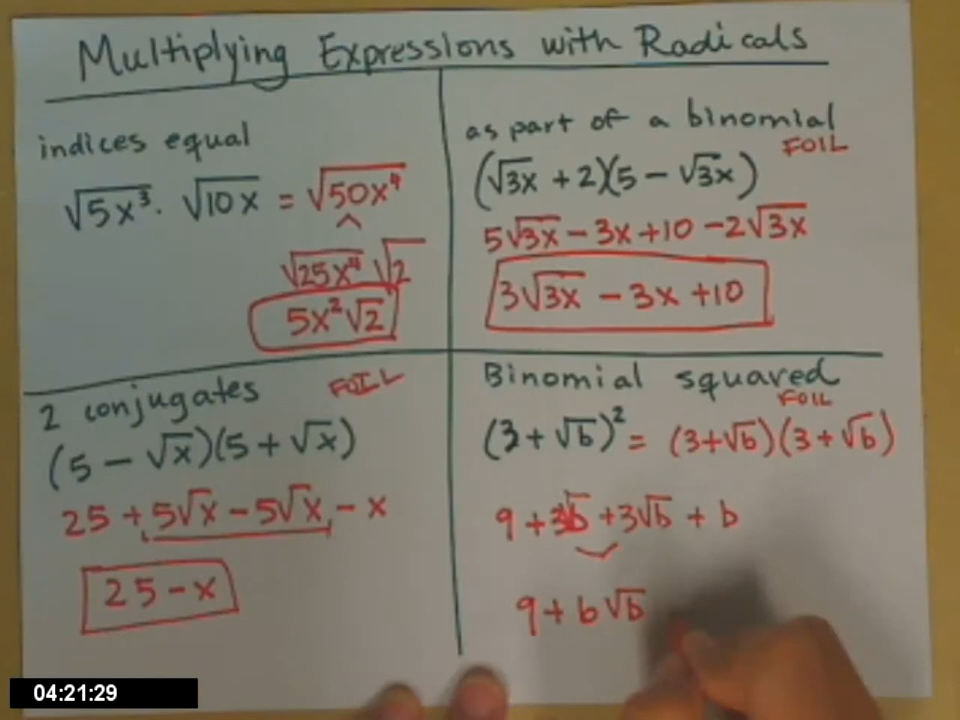 Multiplying Expressions with Radicals
indices equal
√5x³ · √10x = √50x⁴
√25x⁴ √2
5x²√2
as part of a binomial
FOIL
(√3x + 2)(5 − √3x)
5√3x − 3x + 10 − 2√3x
3√3x − 3x + 10
2 conjugates FOIL
(5 − √x)(5 + √x)
25 + 5√x − 5√x − x
25 − x
Binomial squared
FOIL
(3 + √b)² = (3 + √b)(3 + √b)
9 + 3√b + 3√b + b
9 + 6√b
04:21:29